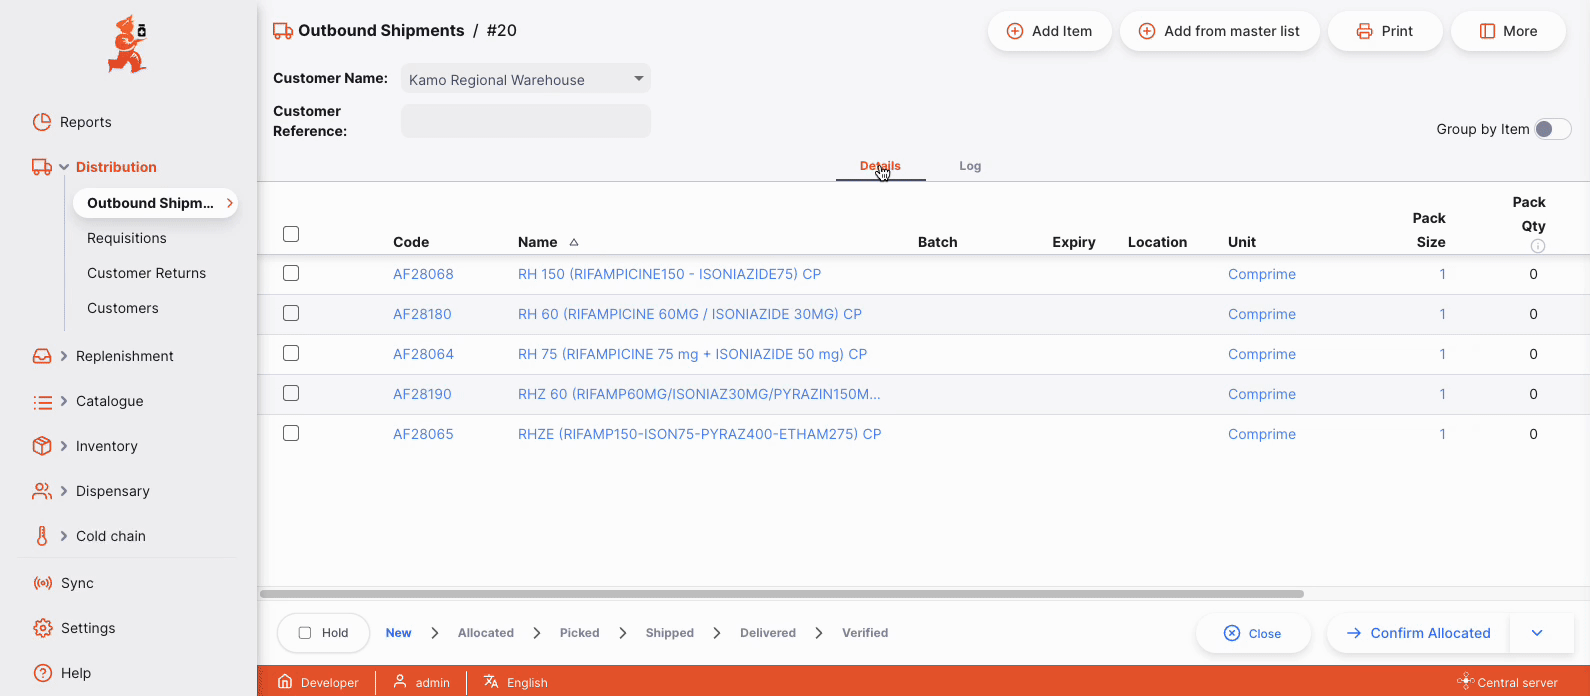 Outbound Shipments / #20
Add Item
Add from master list
Print
More
Customer Name:
Kamo Regional Warehouse
Customer
Reference:
Group by Item
Details
Log
Reports
Distribution
Outbound Shipm...
Requisitions
Customer Returns
Customers
Replenishment
Catalogue
Inventory
Dispensary
Cold chain
Sync
Settings
Help
Code Name Batch Expiry Location Unit Pack Size Pack Qty
AF28068 RH 150 (RIFAMPICINE150 - ISONIAZIDE75) CP Comprime 1 0
AF28180 RH 60 (RIFAMPICINE 60MG / ISONIAZIDE 30MG) CP Comprime 1 0
AF28064 RH 75 (RIFAMPICINE 75 mg + ISONIAZIDE 50 mg) CP Comprime 1 0
AF28190 RHZ 60 (RIFAMP60MG/ISONIAZ30MG/PYRAZIN150M... Comprime 1 0
AF28065 RHZE (RIFAMP150-ISON75-PYRAZ400-ETHAM275) CP Comprime 1 0
Hold
New Allocated Picked Shipped Delivered Verified
Close
Confirm Allocated
Developer
admin
English
Central server